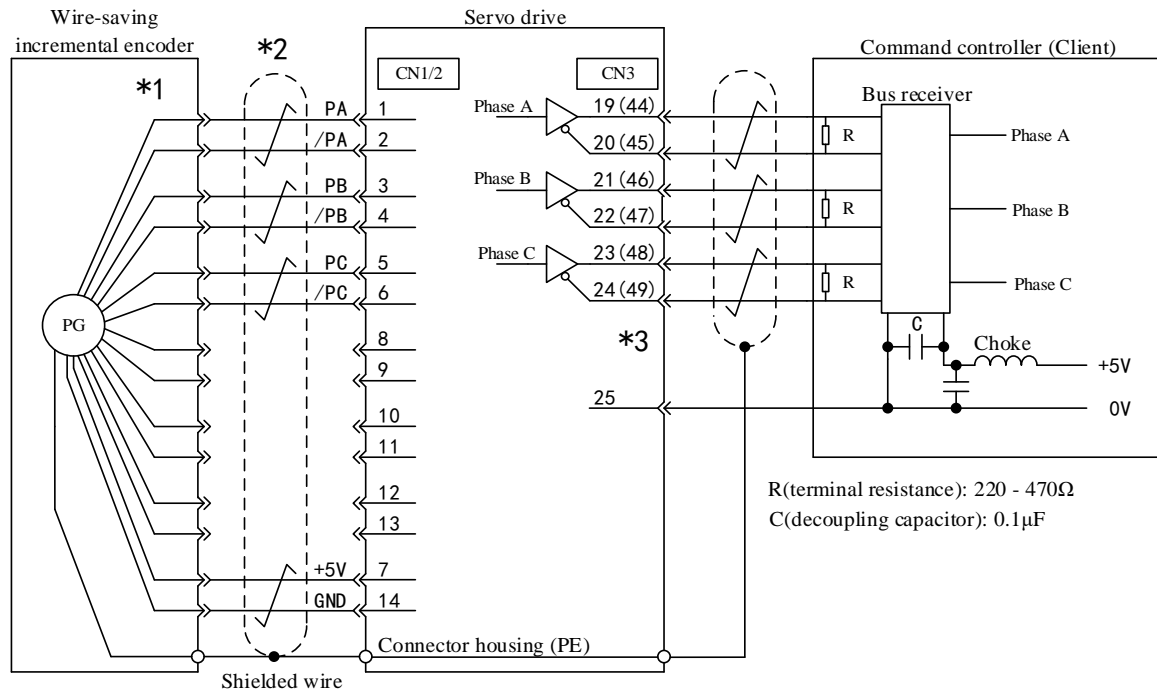 Wire-saving
incremental encoder
Servo drive
Command controller (Client)
*1
*2
CN1/2
CN3
Bus receiver
PA 1
/PA 2
PB 3
/PB 4
PC 5
/PC 6
8
9
10
11
12
13
+5V 7
GND 14
PG
Phase A
19(44)
20(45)
Phase B
21(46)
22(47)
Phase C
23(48)
24(49)
*3
25
R
R
R
Phase A
Phase B
Phase C
C
Choke
+5V
0V
R(terminal resistance): 220 - 470Ω
C(decoupling capacitor): 0.1μF
Connector housing (PE)
Shielded wire